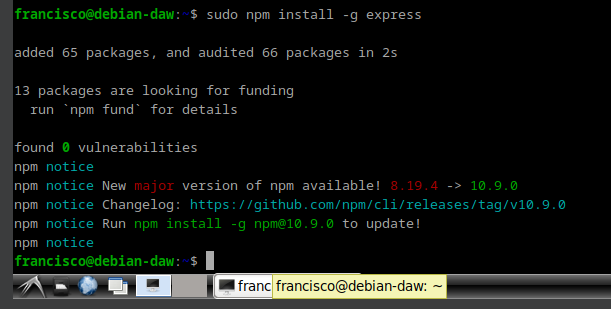 francisco@debian-daw:~$ sudo npm install -g express
added 65 packages, and audited 66 packages in 2s
13 packages are looking for funding
run `npm fund` for details
found 0 vulnerabilities
npm notice
npm notice New major version of npm available! 8.19.4 -> 10.9.0
npm notice Changelog: https://github.com/npm/cli/releases/tag/v10.9.0
npm notice Run npm install -g npm@10.9.0 to update!
npm notice
francisco@debian-daw:~$
franc
francisco@debian-daw: ~